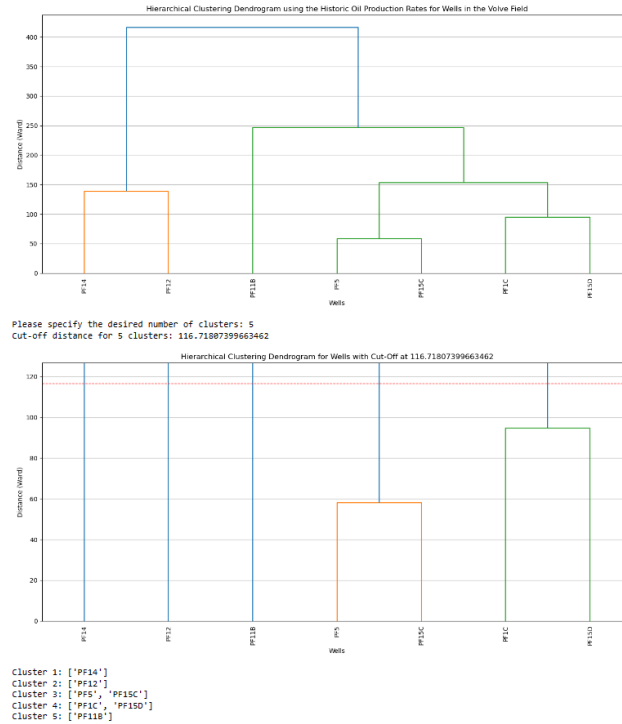 Hierarchical Clustering Dendrogram using the Historic Oil Production Rates for Wells in the Volve Field
400
350
300
250
200
150
100
50
0
Distance (Ward)
PF14
PF12
PF11B
PF5
PF15C
PF1C
PF15D
Wells
Please specify the desired number of clusters: 5
Cut-off distance for 5 clusters: 116.71807399663462
Hierarchical Clustering Dendrogram for Wells with Cut-Off at 116.71807399663462
120
100
80
60
40
20
0
Distance (Ward)
PF14
PF12
PF11B
PF5
PF15C
PF1C
PF15D
Wells
Cluster 1: ['PF14']
Cluster 2: ['PF12']
Cluster 3: ['PF5', 'PF15C']
Cluster 4: ['PF1C', 'PF15D']
Cluster 5: ['PF11B']